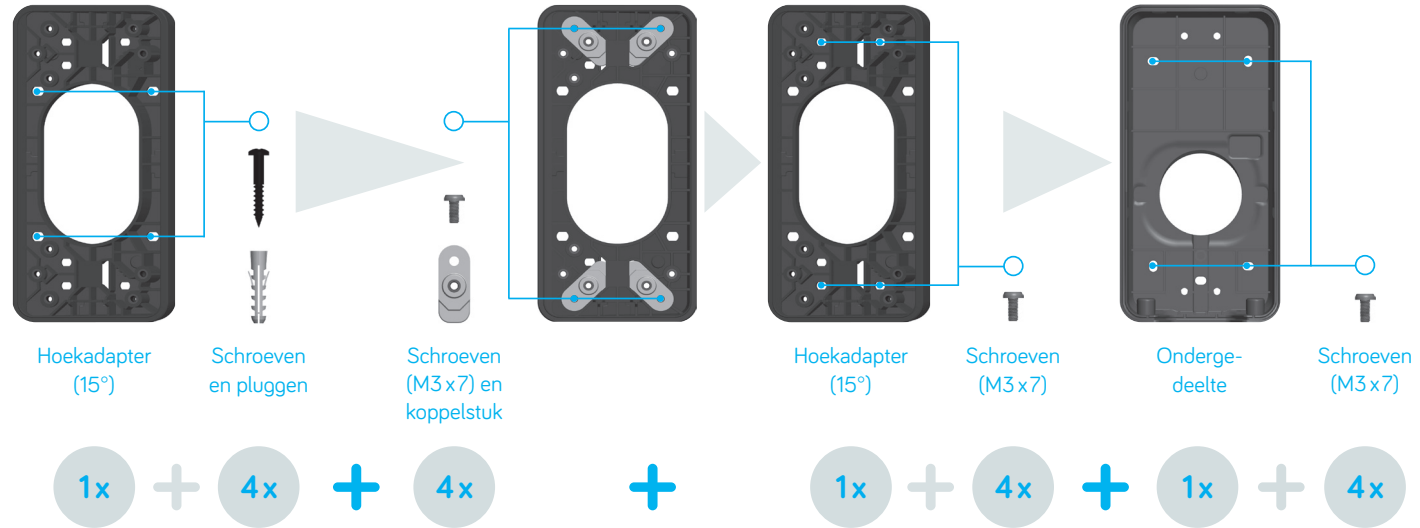 Hoekadapter
(15°)
Schroeven
en pluggen
Schroeven
(M3 x 7) en
koppelstuk
Hoekadapter
(15°)
Schroeven
(M3 x 7)
Onderge-
deelte
Schroeven
(M3 x 7)
1x + 4x + 4x + 1x + 4x + 1x + 4x